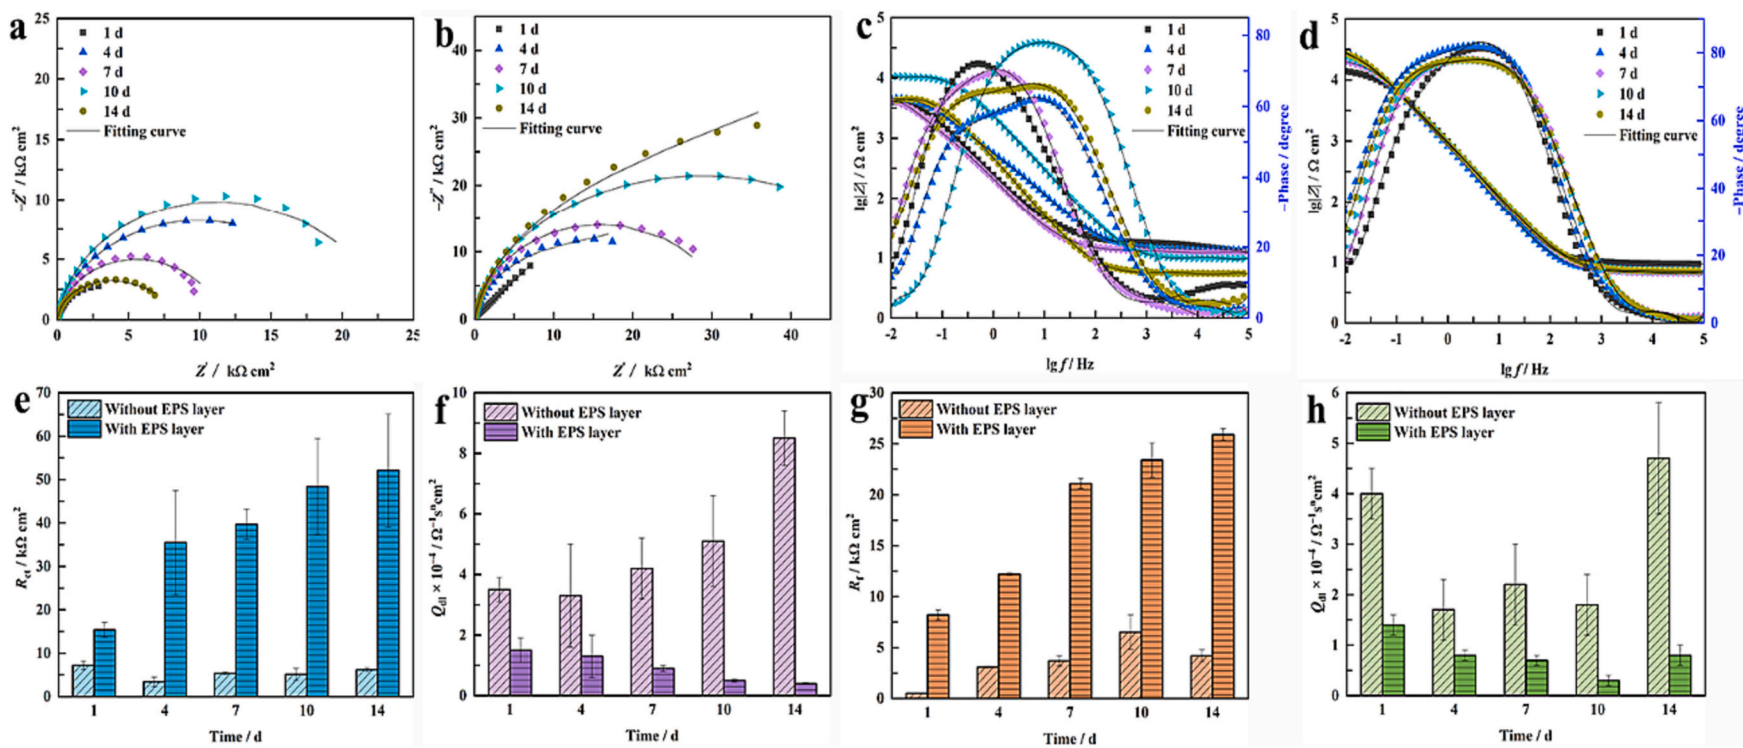 a
25
20
15
10
5
0
1 d
4 d
7 d
10 d
14 d
Fitting curve
−Z″ / kΩ cm²
0 5 10 15 20 25
Z′ / kΩ cm²
b
40
30
20
10
0
1 d
4 d
7 d
10 d
14 d
Fitting curve
−Z″ / kΩ cm²
0 10 20 30 40
Z′ / kΩ cm²
c
5
4
3
2
1
0
1 d
4 d
7 d
10 d
14 d
Fitting curve
lg|Z| / Ω cm²
80
60
40
20
0
−Phase / degree
-2 -1 0 1 2 3 4 5
lg f / Hz
d
5
4
3
2
1
0
1 d
4 d
7 d
10 d
14 d
Fitting curve
lg|Z| / Ω cm²
80
60
40
20
0
−Phase / degree
-2 -1 0 1 2 3 4 5
lg f / Hz
e
70
60
50
40
30
20
10
0
Without EPS layer
With EPS layer
Rct / kΩ cm²
1 4 7 10 14
Time / d
f
10
8
6
4
2
0
Without EPS layer
With EPS layer
Qdl × 10⁻⁴ / Ω⁻¹sⁿcm²
1 4 7 10 14
Time / d
g
30
25
20
15
10
5
0
Without EPS layer
With EPS layer
Rf / kΩ cm²
1 4 7 10 14
Time / d
h
6
5
4
3
2
1
0
Without EPS layer
With EPS layer
Qdl × 10⁻⁴ / Ω⁻¹sⁿcm²
1 4 7 10 14
Time / d